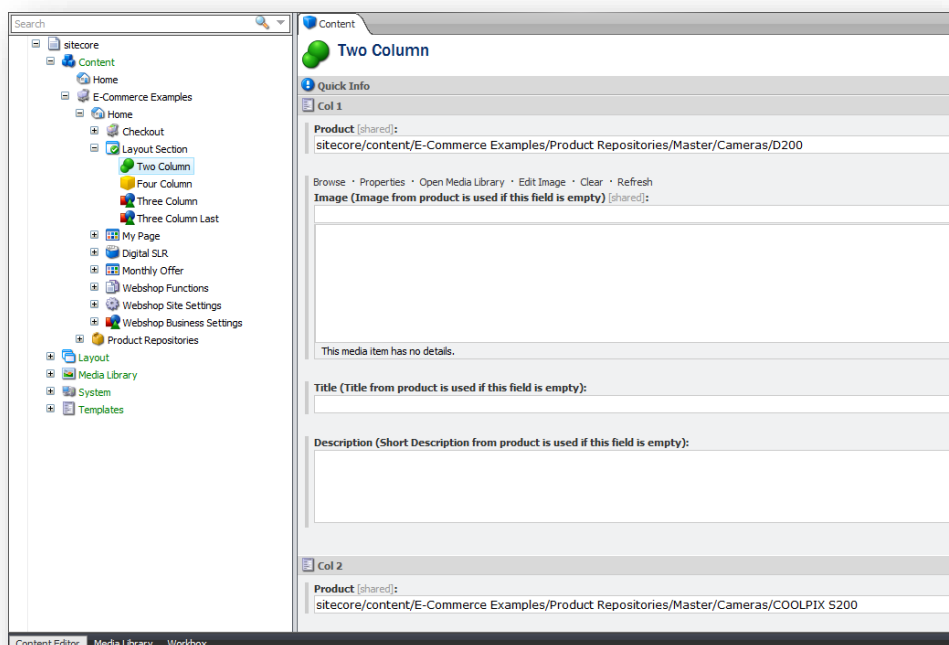 Search
sitecore
Content
Home
E-Commerce Examples
Home
Checkout
Layout Section
Two Column
Four Column
Three Column
Three Column Last
My Page
Digital SLR
Monthly Offer
Webshop Functions
Webshop Site Settings
Webshop Business Settings
Product Repositories
Layout
Media Library
System
Templates
Content
Two Column
Quick Info
Col 1
Product [shared]:
sitecore/content/E-Commerce Examples/Product Repositories/Master/Cameras/D200
Browse · Properties · Open Media Library · Edit Image · Clear · Refresh
Image (Image from product is used if this field is empty) [shared]:
This media item has no details.
Title (Title from product is used if this field is empty):
Description (Short Description from product is used if this field is empty):
Col 2
Product [shared]:
sitecore/content/E-Commerce Examples/Product Repositories/Master/Cameras/COOLPIX S200
Content Editor Media Library Workbox